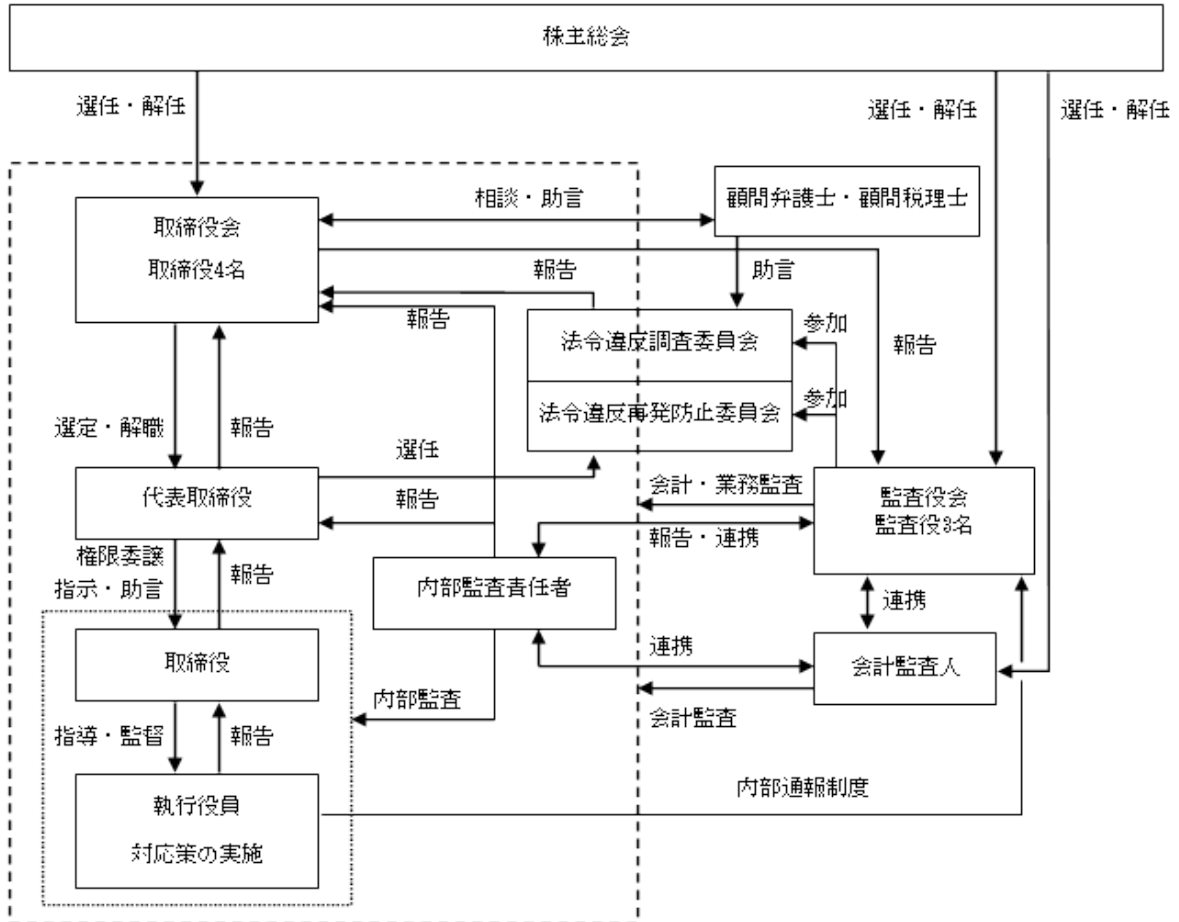 株主総会
選任・解任
選任・解任
選任・解任
相談・助言
顧問弁護士・顧問税理士
取締役会
取締役4名
報告
助言
報告
法令違反調査委員会
参加
報告
法令違反再発防止委員会
参加
選定・解職
報告
選任
代表取締役
報告
会計・業務監査
監査役会
監査役3名
報告・連携
権限委譲
指示・助言
報告
内部監査責任者
連携
取締役
連携
会計監査人
内部監査
会計監査
指導・監督
報告
内部通報制度
執行役員
対応策の実施